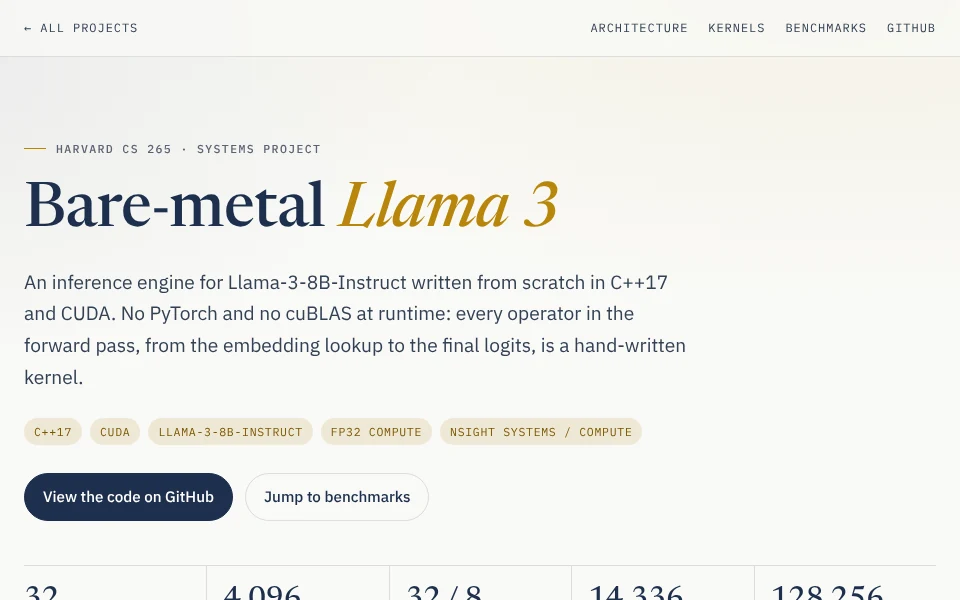 ← ALL PROJECTS
ARCHITECTURE KERNELS BENCHMARKS GITHUB
HARVARD CS 265 · SYSTEMS PROJECT
Bare-metal Llama 3
An inference engine for Llama-3-8B-Instruct written from scratch in C++17
and CUDA. No PyTorch and no cuBLAS at runtime: every operator in the
forward pass, from the embedding lookup to the final logits, is a hand-written
kernel.
C++17 CUDA LLAMA-3-8B-INSTRUCT FP32 COMPUTE NSIGHT SYSTEMS / COMPUTE
View the code on GitHub Jump to benchmarks
32 4,096 32 / 8 14,336 128,256